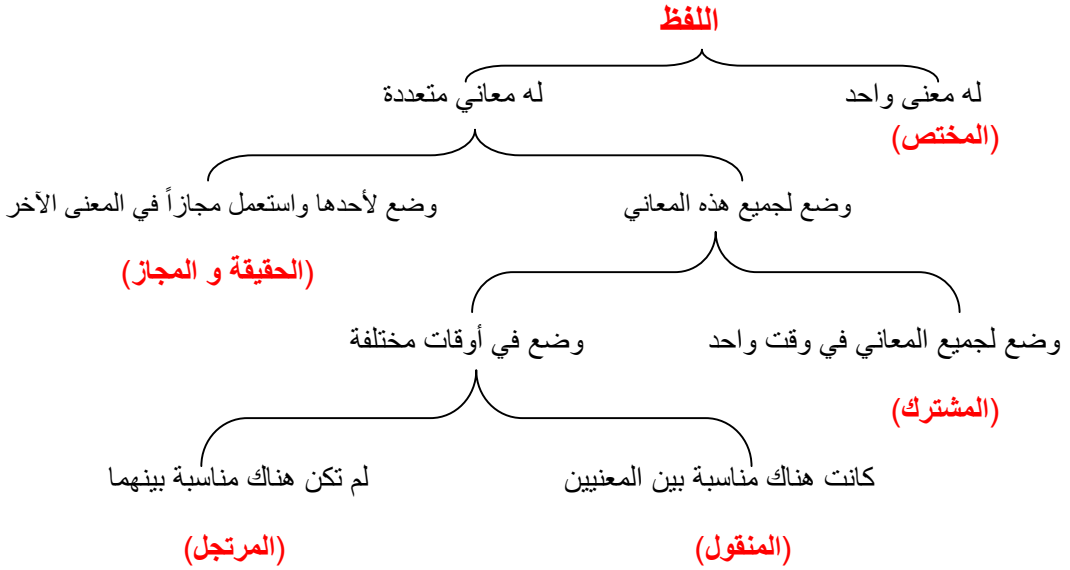 اللفظ
له معنى واحد
له معاني متعددة
(المختص)
وضع لجميع هذه المعاني
وضع لأحدها واستعمل مجازاً في المعنى الآخر
(الحقيقة و المجاز)
وضع لجميع المعاني في وقت واحد
وضع في أوقات مختلفة
(المشترك)
كانت هناك مناسبة بين المعنيين
لم تكن هناك مناسبة بينهما
(المنقول)
(المرتجل)